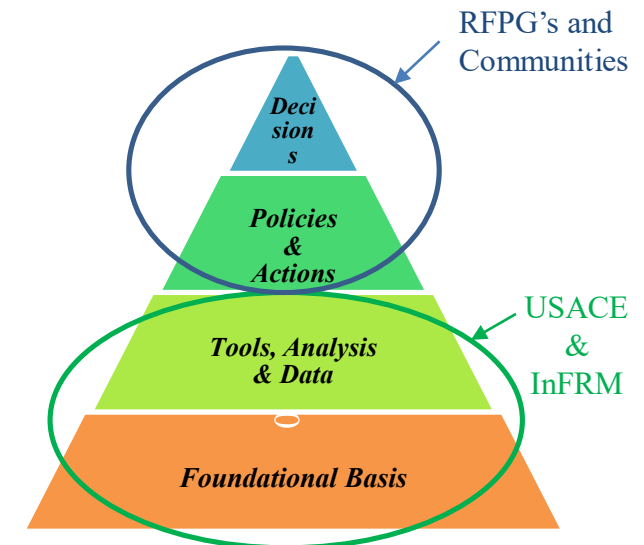 RFPG's and
Communities
Deci
sion
s
Policies
&
Actions
USACE
&
InFRM
Tools, Analysis
& Data
Foundational Basis